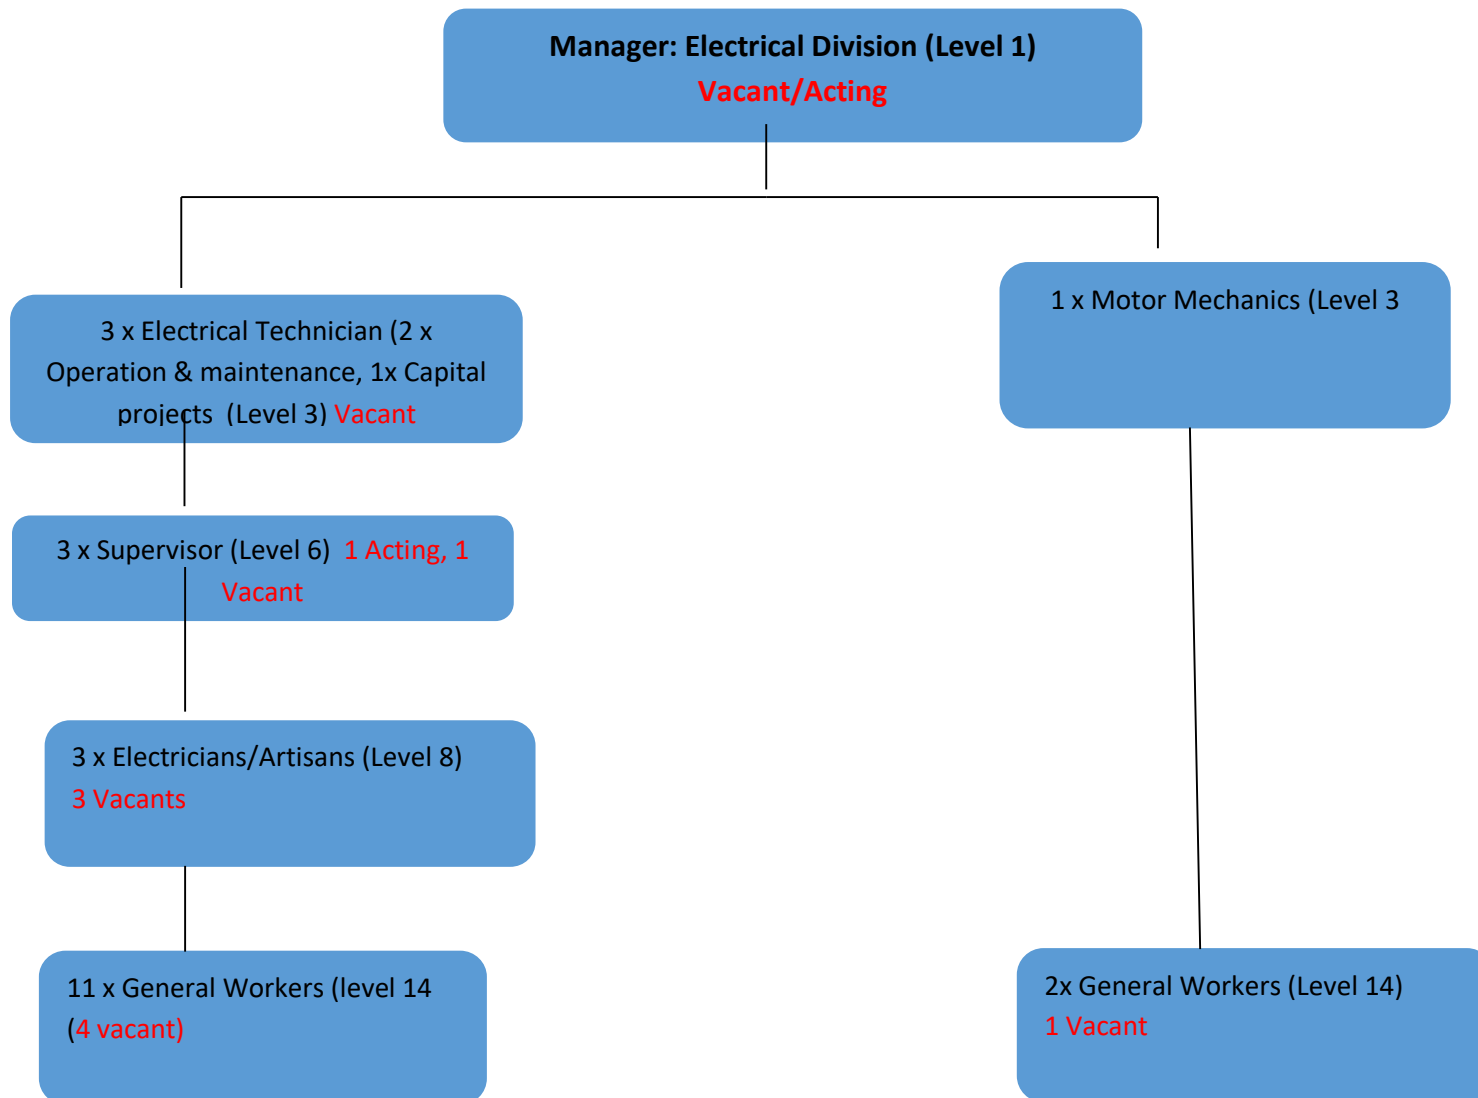 Manager: Electrical Division (Level 1)
Vacant/Acting
3 x Electrical Technician (2 x
Operation & maintenance, 1x Capital
projects (Level 3) Vacant
1 x Motor Mechanics (Level 3
3 x Supervisor (Level 6) 1 Acting, 1
Vacant
3 x Electricians/Artisans (Level 8)
3 Vacants
11 x General Workers (level 14
(4 vacant)
2x General Workers (Level 14)
1 Vacant